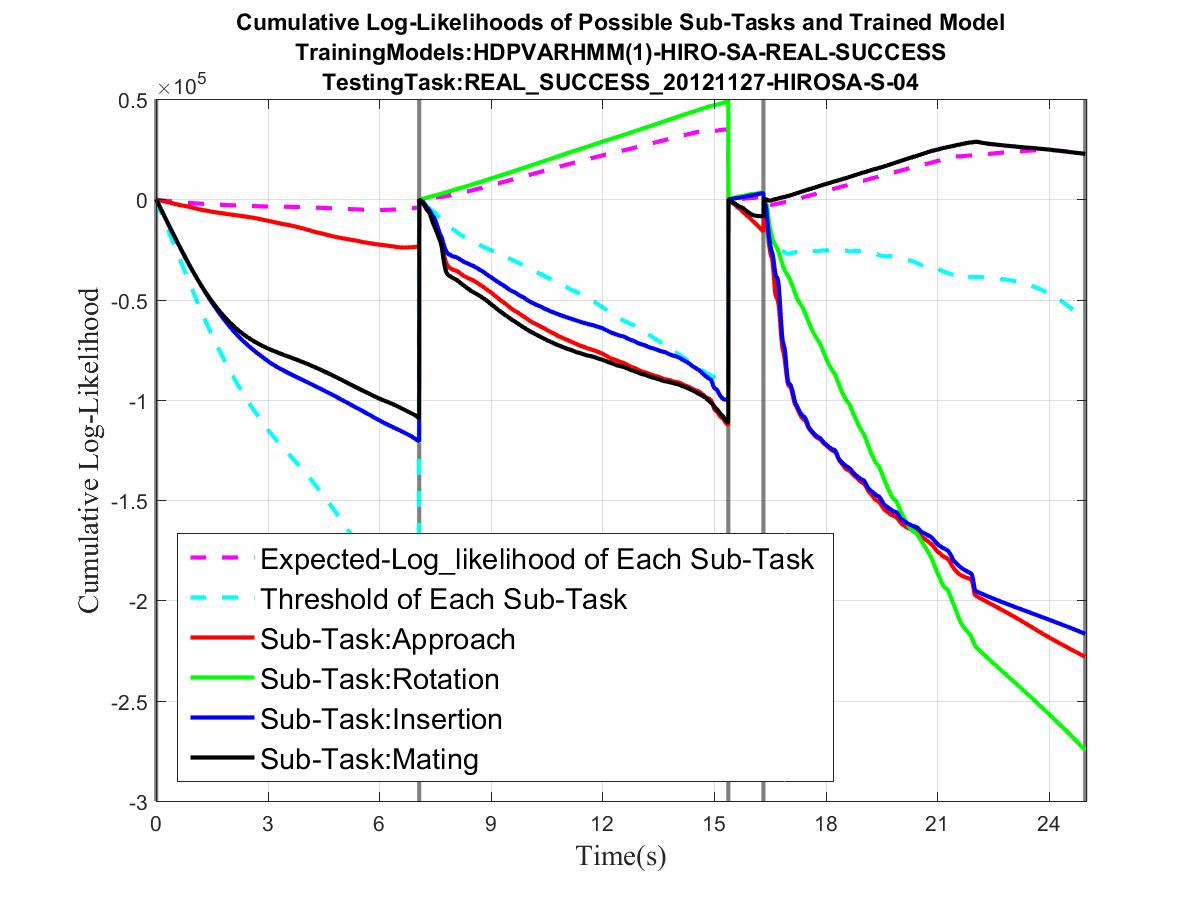 Cumulative Log-Likelihoods of Possible Sub-Tasks and Trained Model
TrainingModels:HDPVARHMM(1)-HIRO-SA-REAL-SUCCESS
TestingTask:REAL_SUCCESS_20121127-HIROSA-S-04
×10^5
0.5
0
-0.5
-1
-1.5
-2
-2.5
-3
Cumulative Log-Likelihood
Expected-Log_likelihood of Each Sub-Task
Threshold of Each Sub-Task
Sub-Task:Approach
Sub-Task:Rotation
Sub-Task:Insertion
Sub-Task:Mating
0 3 6 9 12 15 18 21 24
Time(s)